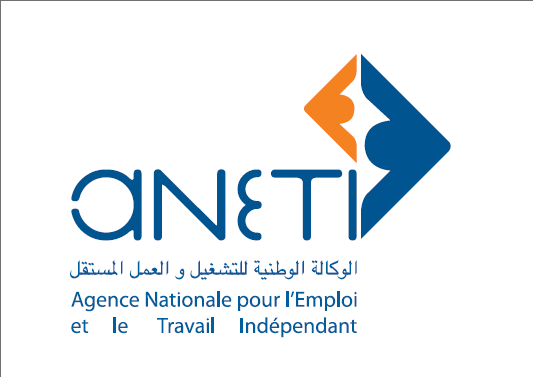 ANETI
الوكالة الوطنية للتشغيل و العمل المستقل
Agence Nationale pour l'Emploi
et le Travail Indépendant